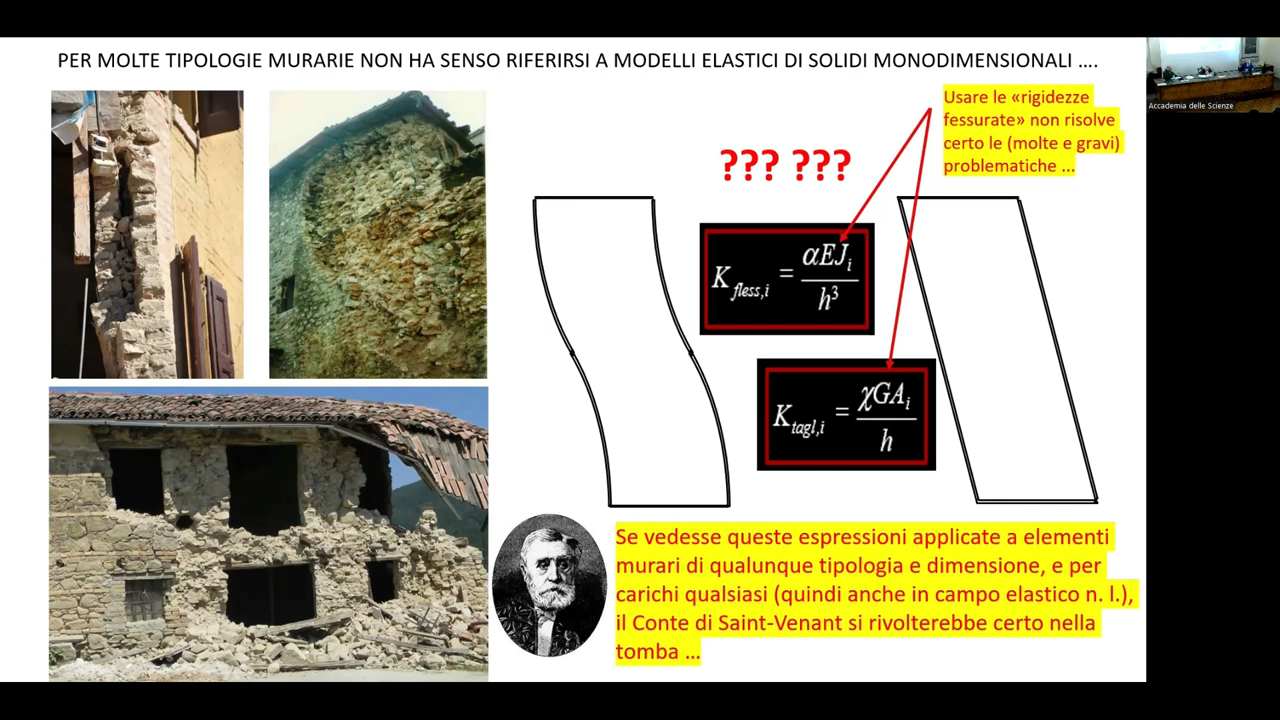 PER MOLTE TIPOLOGIE MURARIE NON HA SENSO RIFERIRSI A MODELLI ELASTICI DI SOLIDI MONODIMENSIONALI ....
Usare le «rigidezze
fessurate» non risolve
certo le (molte e gravi)
problematiche ...
Accademia delle Scienze
??? ???
K_fless,i = αEJ_i / h³
K_tagl,i = χGA_i / h
Se vedesse queste espressioni applicate a elementi
murari di qualunque tipologia e dimensione, e per
carichi qualsiasi (quindi anche in campo elastico n. l.),
il Conte di Saint-Venant si rivolterebbe certo nella
tomba ...